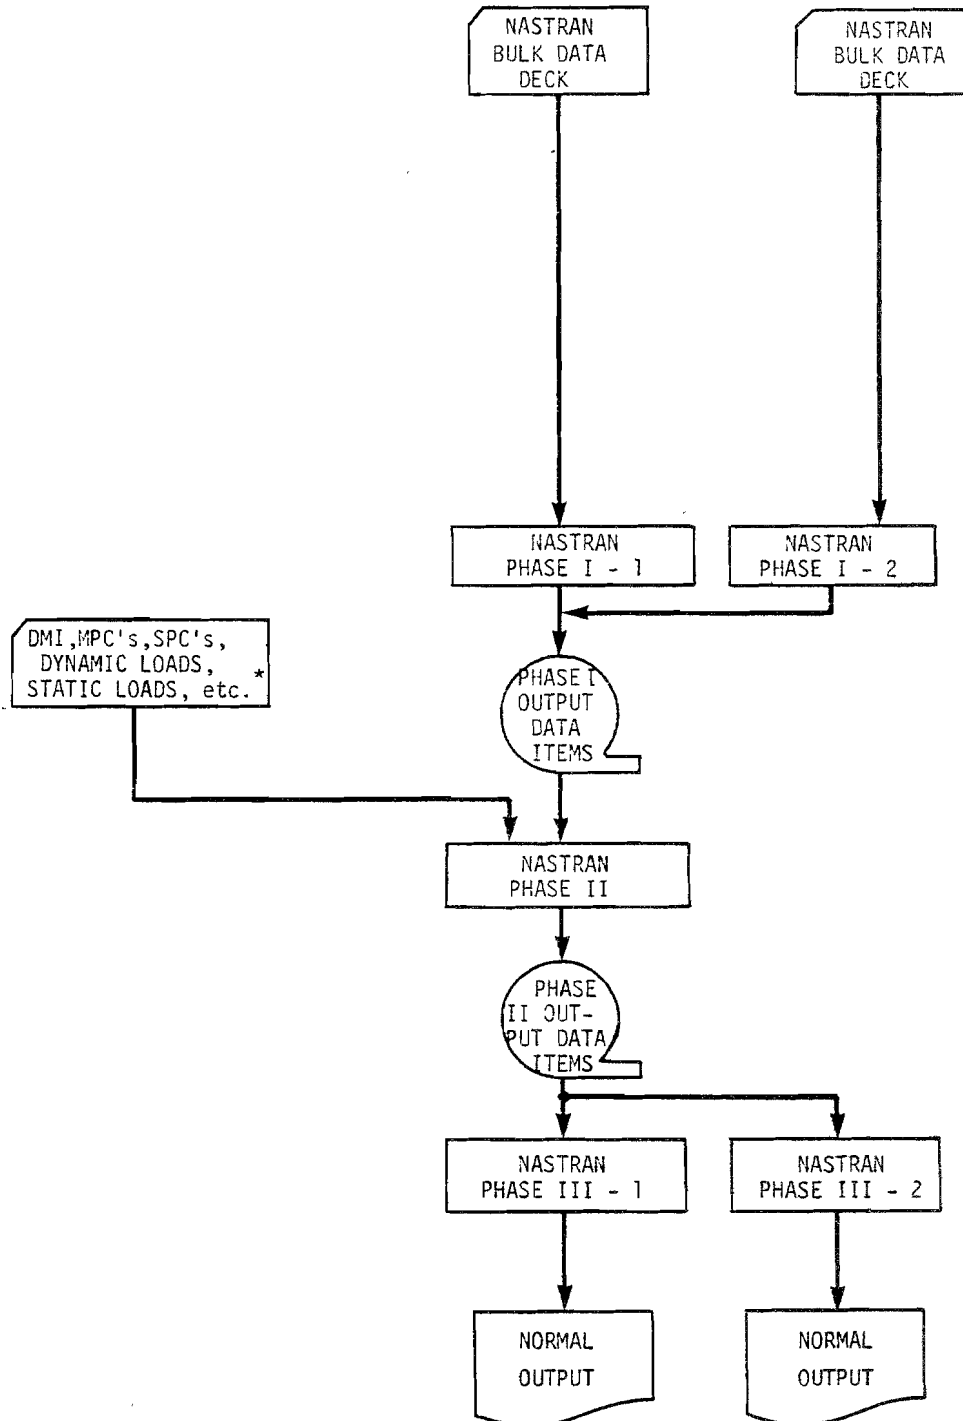 NASTRAN
BULK DATA
DECK
NASTRAN
BULK DATA
DECK
NASTRAN
PHASE I - 1
NASTRAN
PHASE I - 2
DMI,MPC's,SPC's,
DYNAMIC LOADS,
STATIC LOADS, etc.*
PHASE I
OUTPUT
DATA
ITEMS
NASTRAN
PHASE II
PHASE
II OUT-
PUT DATA
ITEMS
NASTRAN
PHASE III - 1
NASTRAN
PHASE III - 2
NORMAL
OUTPUT
NORMAL
OUTPUT